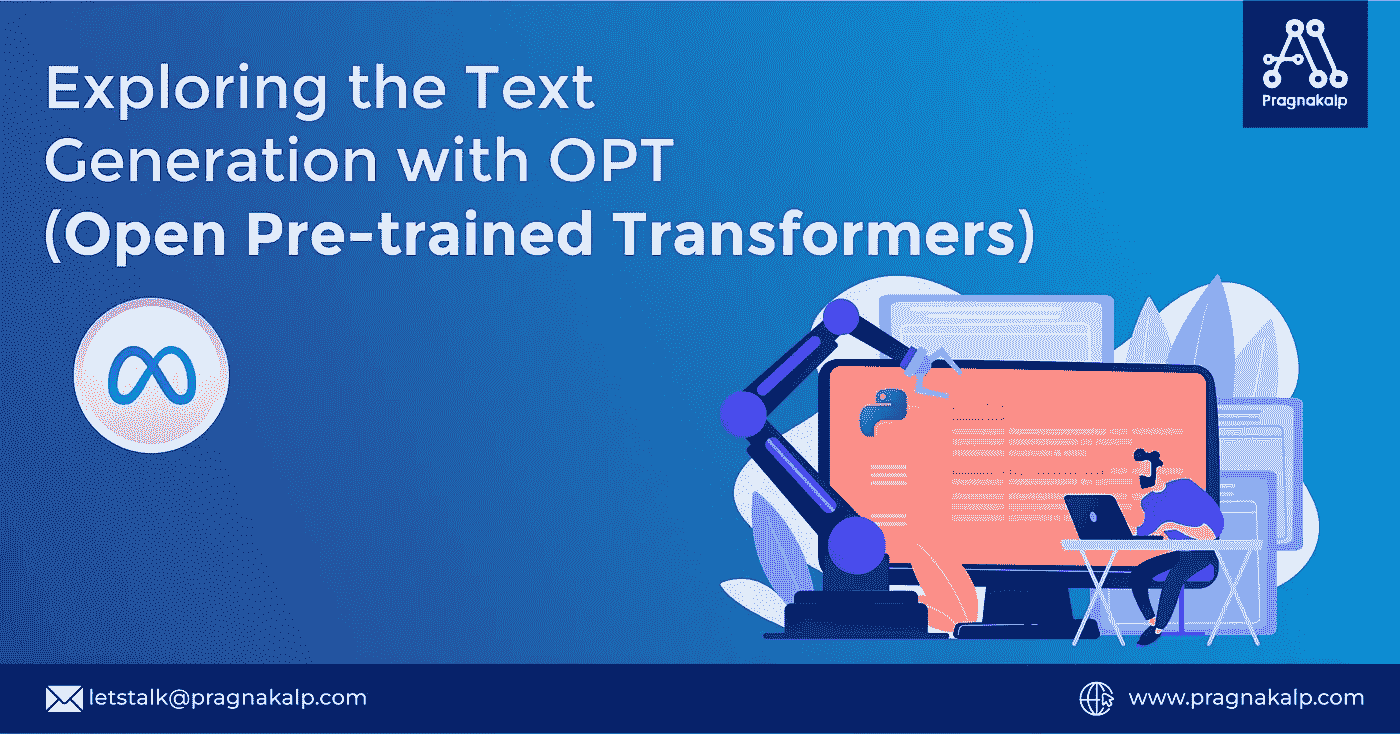 Exploring the Text
Generation with OPT
(Open Pre-trained Transformers)
Pragnakalp
letstalk@pragnakalp.com
www.pragnakalp.com